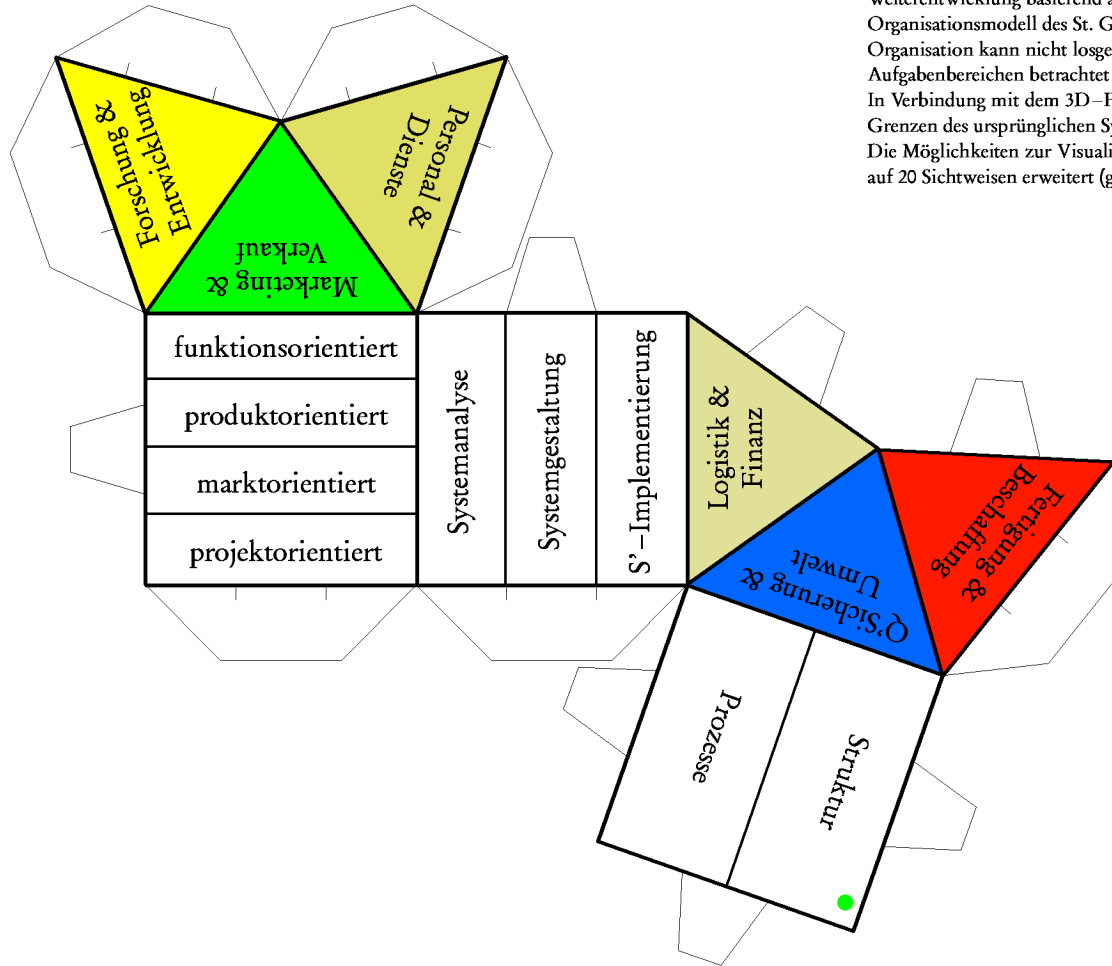 Organisationsmodell des St. G
Organisation kann nicht losge
Aufgabenbereichen betrachtet
In Verbindung mit dem 3D–
Grenzen des ursprünglichen Sy
Die Möglichkeiten zur Visuali
auf 20 Sichtweisen erweitert (g
Forschung &
Entwicklung
Personal &
Dienste
Marketing &
Verkauf
funktionsorientiert
produktorientiert
marktorientiert
projektorientiert
Systemanalyse
Systemgestaltung
S’–Implementierung
Logistik &
Finanz
Q’Sicherung &
Umwelt
Fertigung &
Beschaffung
Prozesse
Struktur